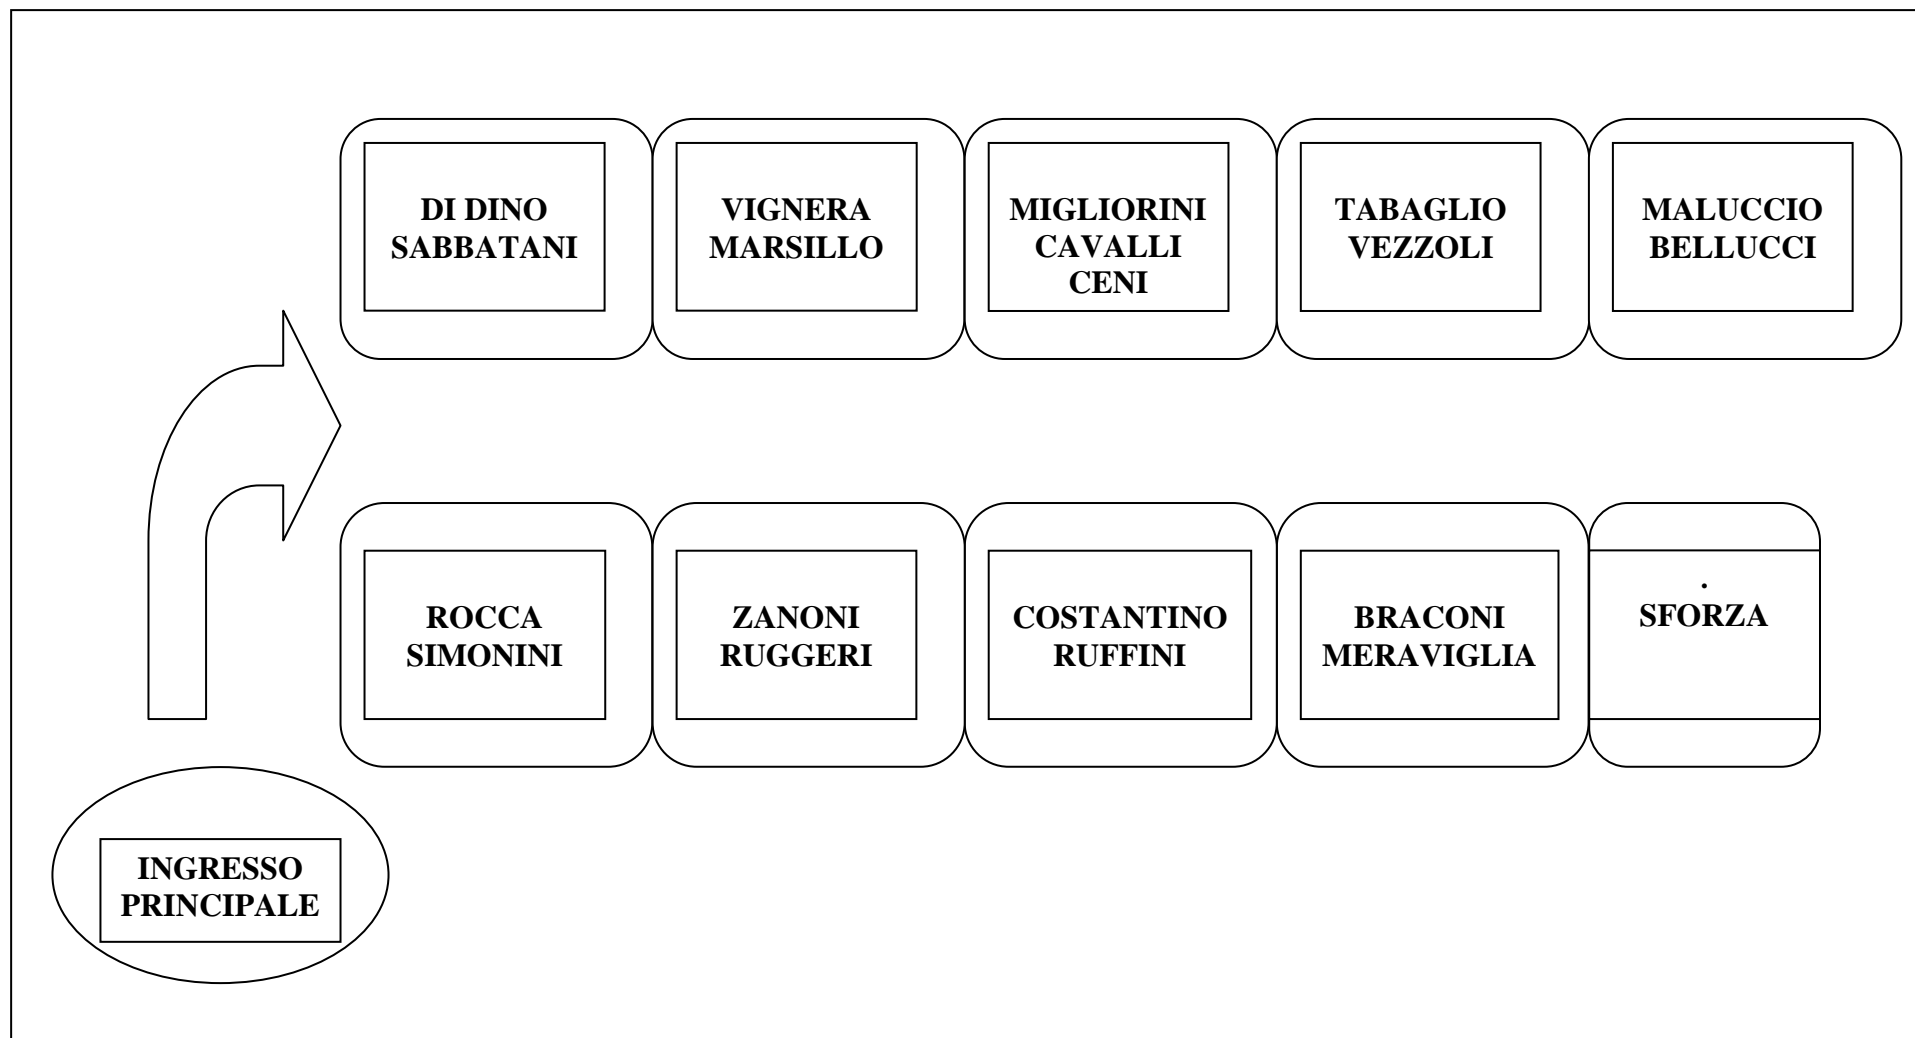 DI DINO
SABBATANI
VIGNERA
MARSILLO
MIGLIORINI
CAVALLI
CENI
TABAGLIO
VEZZOLI
MALUCCIO
BELLUCCI
ROCCA
SIMONINI
ZANONI
RUGGERI
COSTANTINO
RUFFINI
BRACONI
MERAVIGLIA
.
SFORZA
INGRESSO
PRINCIPALE